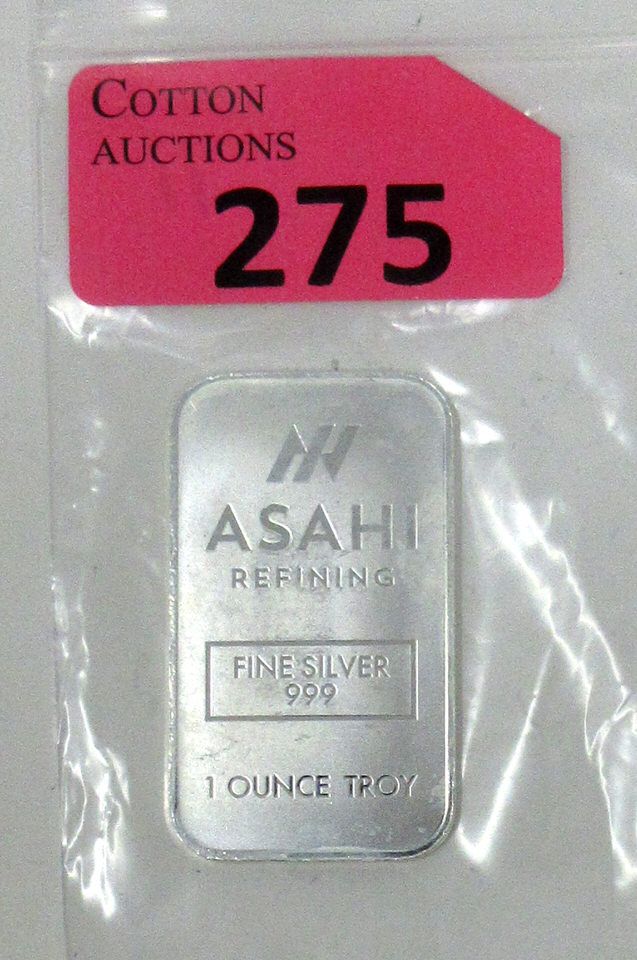 COTTON
AUCTIONS
275
ASAHI
REFINING
FINE SILVER
999
1 OUNCE TROY